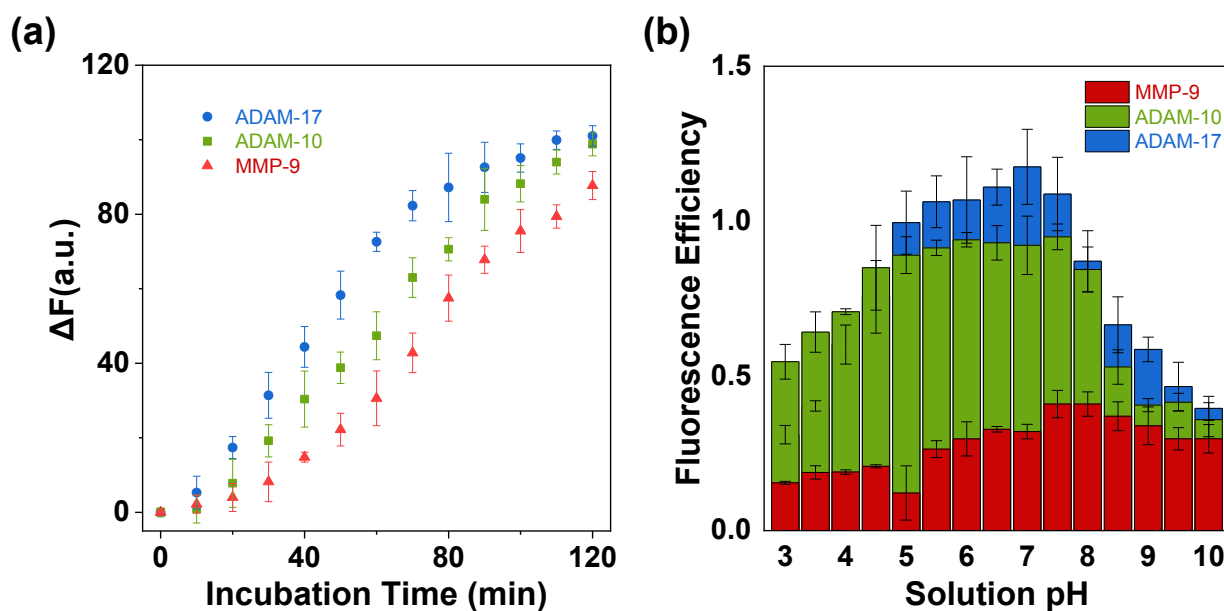 (a)
120
80
40
0
ΔF(a.u.)
ADAM-17
ADAM-10
MMP-9
0 40 80 120
Incubation Time (min)
(b)
1.5
1.0
0.5
0.0
Fluorescence Efficiency
MMP-9
ADAM-10
ADAM-17
3 4 5 6 7 8 9 10
Solution pH